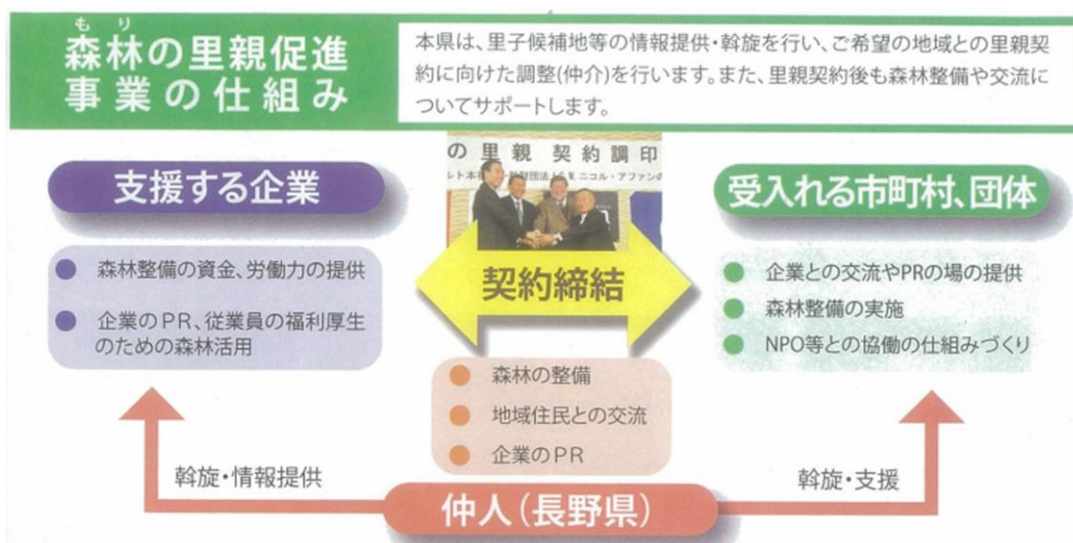 もり
森林の里親促進
事業の仕組み
本県は、里子候補地等の情報提供・斡旋を行い、ご希望の地域との里親契
約に向けた調整(仲介)を行います。また、里親契約後も森林整備や交流に
ついてサポートします。
の里親 契約調印
ニコル・アファンの
支援する企業
森林整備の資金、労働力の提供
企業のPR、従業員の福利厚生
のための森林活用
契約締結
森林の整備
地域住民との交流
企業のPR
受入れる市町村、団体
企業との交流やPRの場の提供
森林整備の実施
NPO等との協働の仕組みづくり
斡旋・情報提供
斡旋・支援
仲人(長野県)